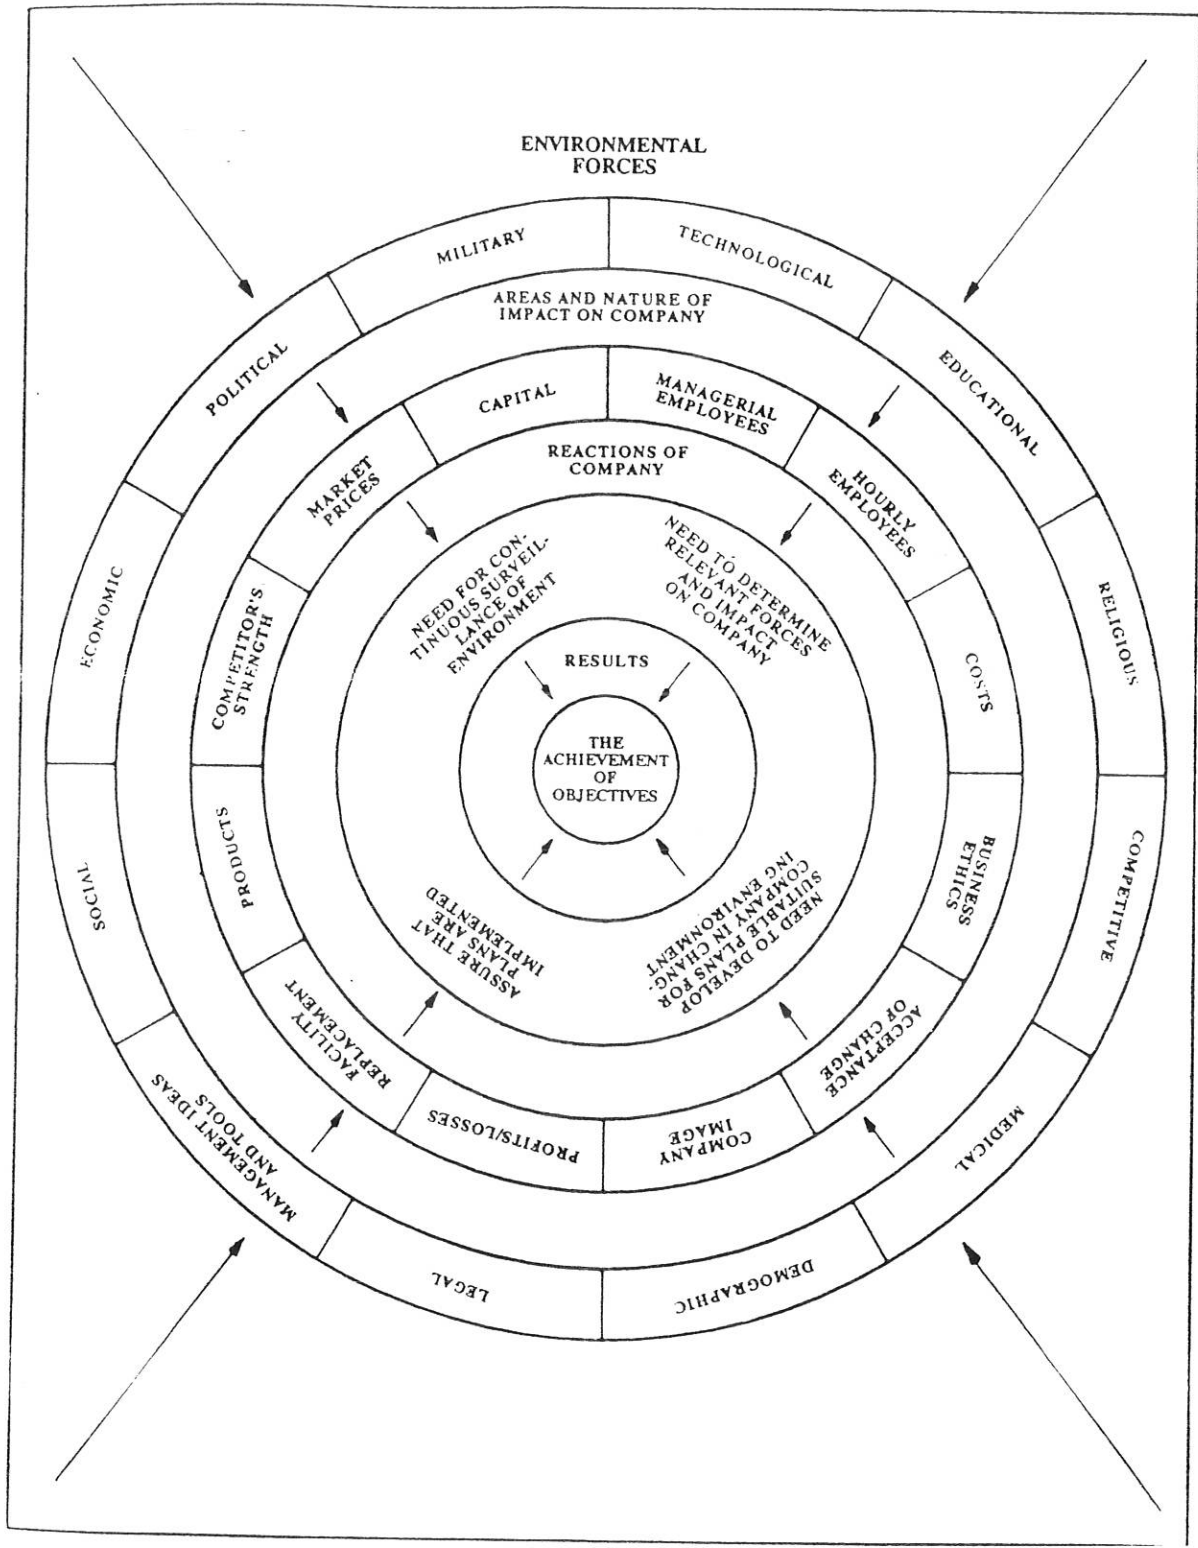 ENVIRONMENTAL
FORCES
MILITARY
TECHNOLOGICAL
EDUCATIONAL
RELIGIOUS
COMPETITIVE
MEDICAL
DEMOGRAPHIC
LEGAL
MANAGEMENT IDEAS
AND TOOLS
SOCIAL
ECONOMIC
POLITICAL
AREAS AND NATURE OF
IMPACT ON COMPANY
CAPITAL
MANAGERIAL
EMPLOYEES
HOURLY
EMPLOYEES
COSTS
BUSINESS
ETHICS
ACCEPTANCE
OF CHANGE
COMPANY
IMAGE
PROFITS/LOSSES
FACILITY
REPLACEMENT
PRODUCTS
COMPETITOR'S
STRENGTH
MARKET
PRICES
REACTIONS OF
COMPANY
NEED FOR CON-
TINUOUS SURVEIL-
LANCE OF
ENVIRONMENT
NEED TO DETERMINE
RELEVANT FORCES
AND IMPACT
ON COMPANY
NEED TO DEVELOP
SUITABLE PLANS FOR
COMPANY IN CHANG-
ING ENVIRONMENT
ASSURE THAT
PLANS ARE
IMPLEMENTED
RESULTS
THE
ACHIEVEMENT
OF
OBJECTIVES